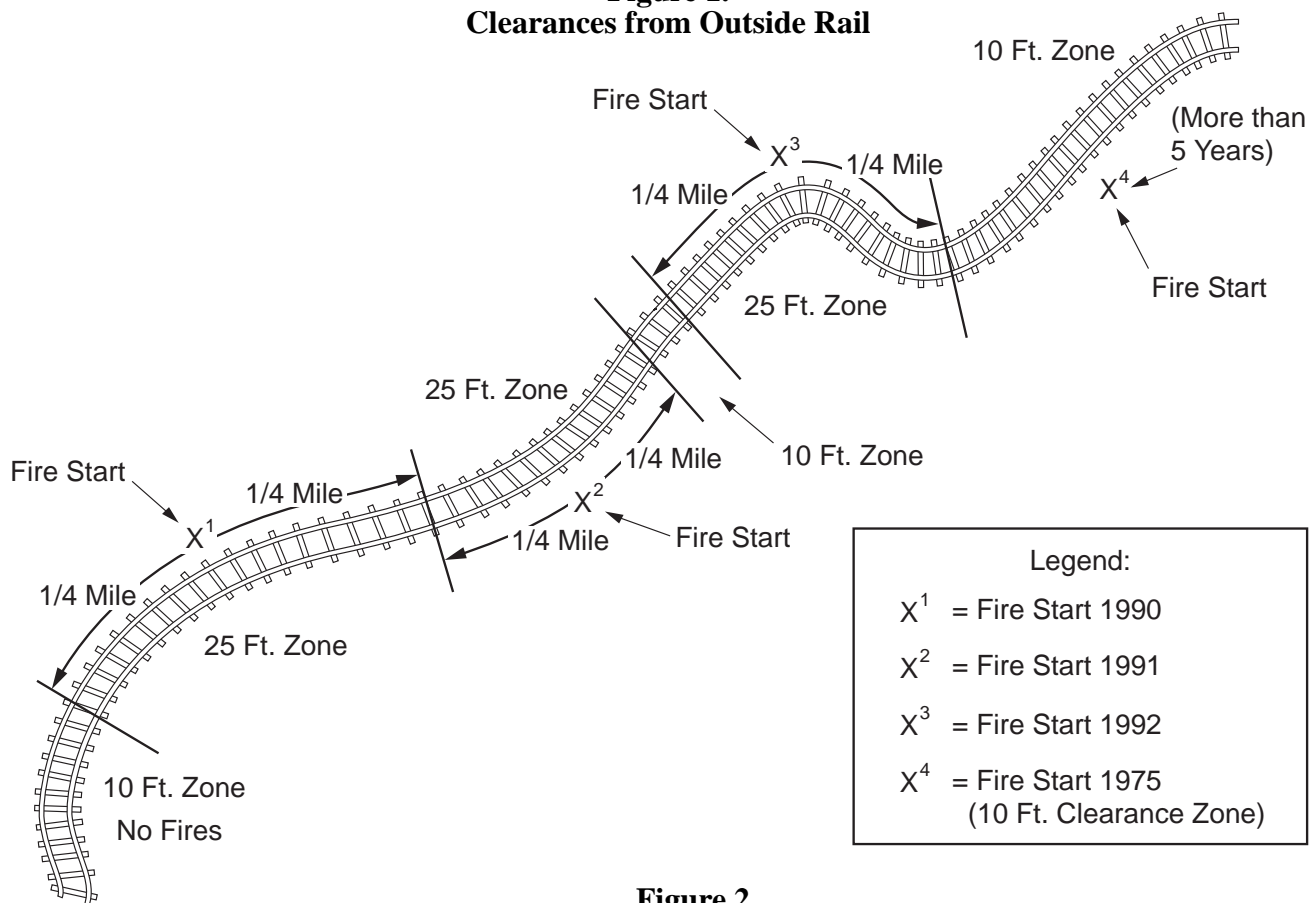 Clearances from Outside Rail
10 Ft. Zone
Fire Start
(More than
5 Years)
X3
1/4 Mile
1/4 Mile
X4
Fire Start
25 Ft. Zone
25 Ft. Zone
10 Ft. Zone
1/4 Mile
Fire Start
1/4 Mile
X2
X1
1/4 Mile
Fire Start
1/4 Mile
25 Ft. Zone
10 Ft. Zone
No Fires
Legend:
X1 = Fire Start 1990
X2 = Fire Start 1991
X3 = Fire Start 1992
X4 = Fire Start 1975
(10 Ft. Clearance Zone)
Figure 2